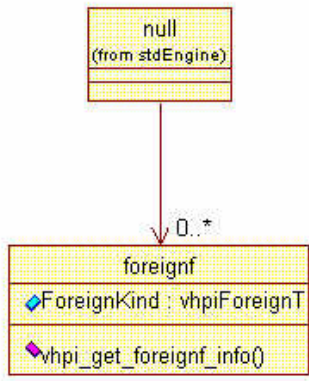 null
(from stdEngine)
0..*
foreignf
ForeignKind : vhpiForeignT
vhpi_get_foreignf_info()